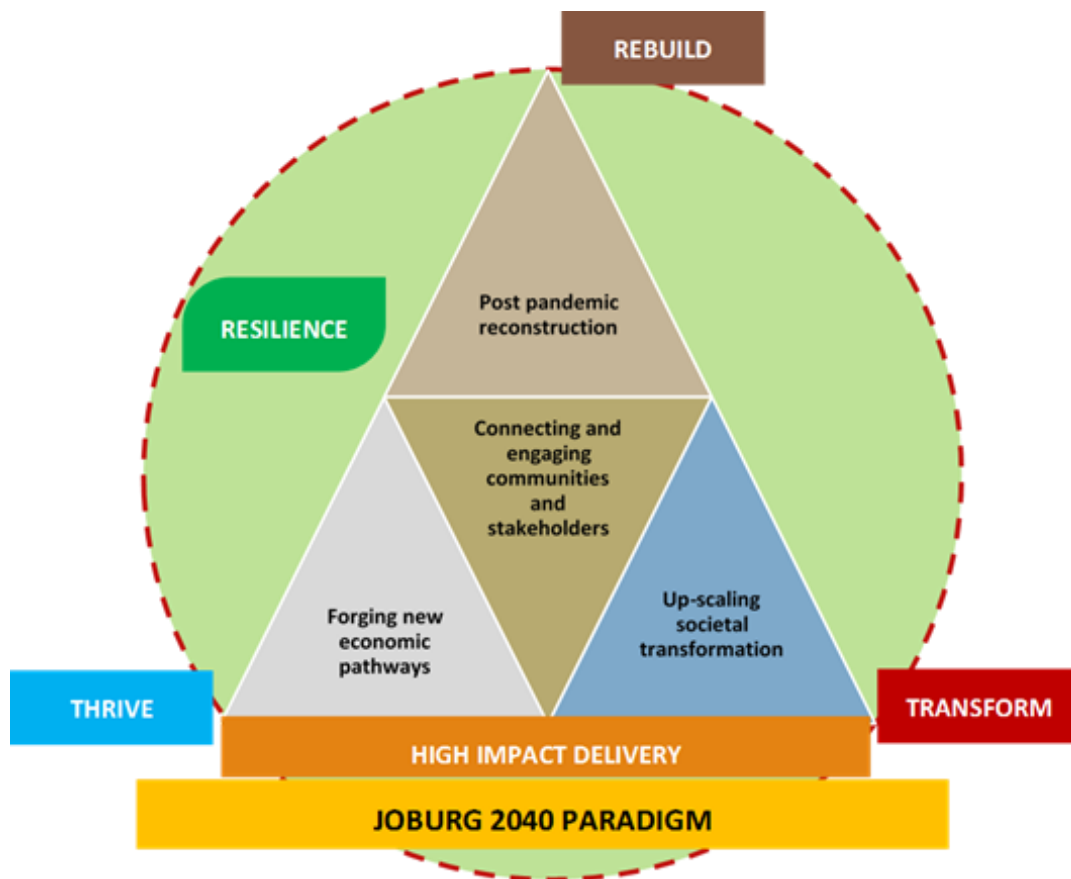 REBUILD
RESILIENCE
Post pandemic
reconstruction
Connecting and
engaging
communities
and
stakeholders
Forging new
economic
pathways
Up-scaling
societal
transformation
THRIVE
TRANSFORM
HIGH IMPACT DELIVERY
JOBURG 2040 PARADIGM